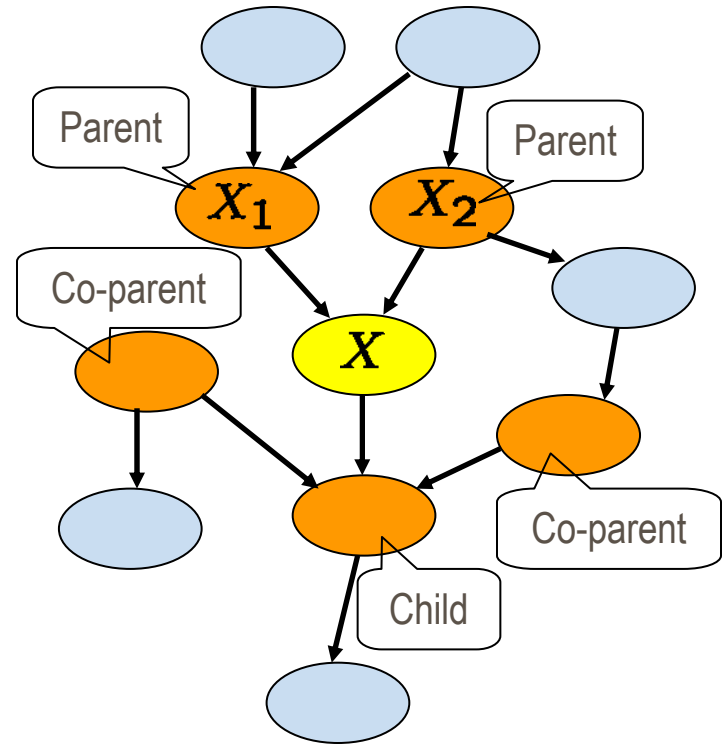 Parent
Parent
X₁
X₂
Co-parent
X
Co-parent
Child